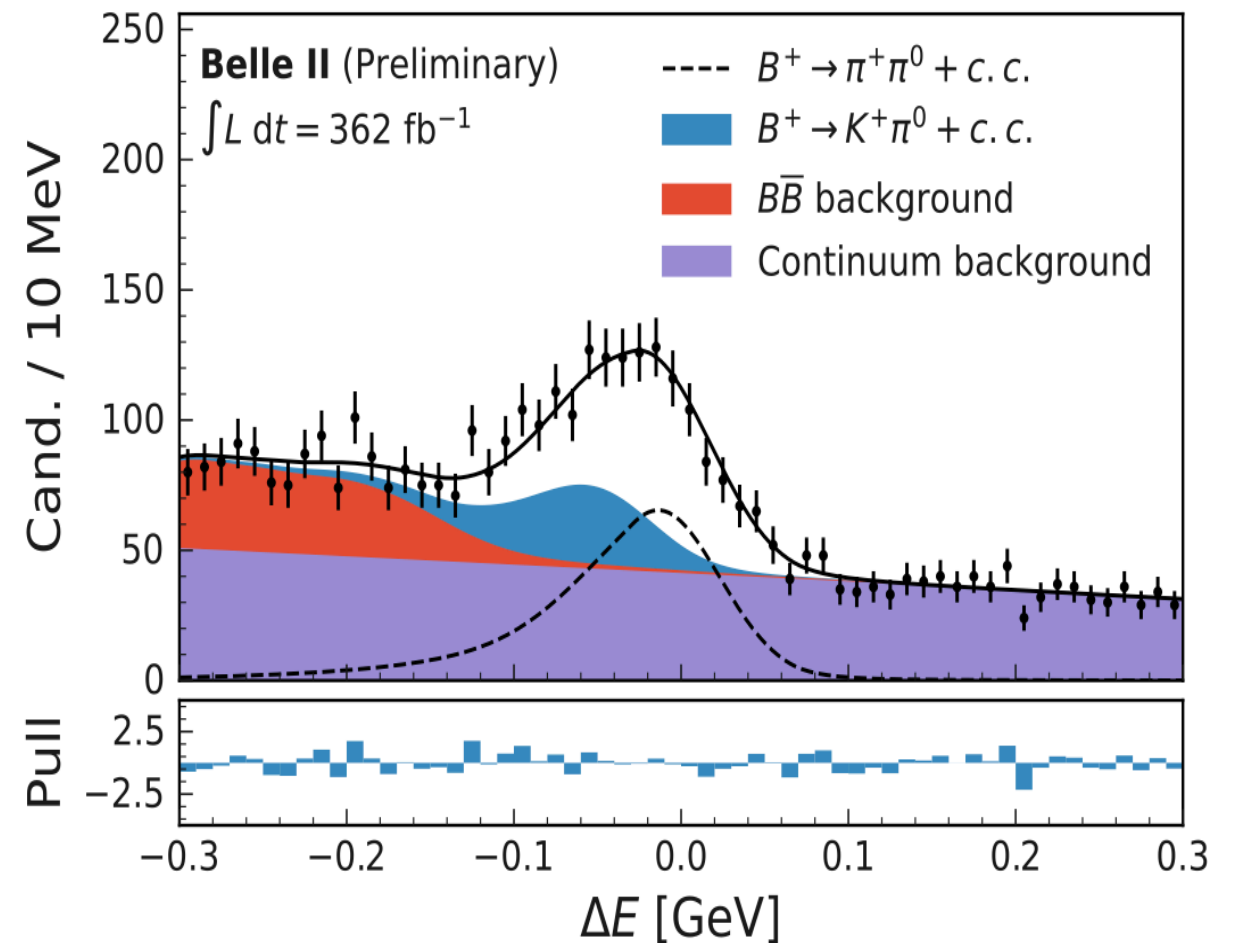 250
200
150
100
50
0
Cand. / 10 MeV
Belle II (Preliminary)
∫L dt = 362 fb⁻¹
B⁺ → π⁺π⁰ + c. c.
B⁺ → K⁺π⁰ + c. c.
BB̅ background
Continuum background
Pull
2.5
−2.5
−0.3 −0.2 −0.1 0.0 0.1 0.2 0.3
ΔE [GeV]